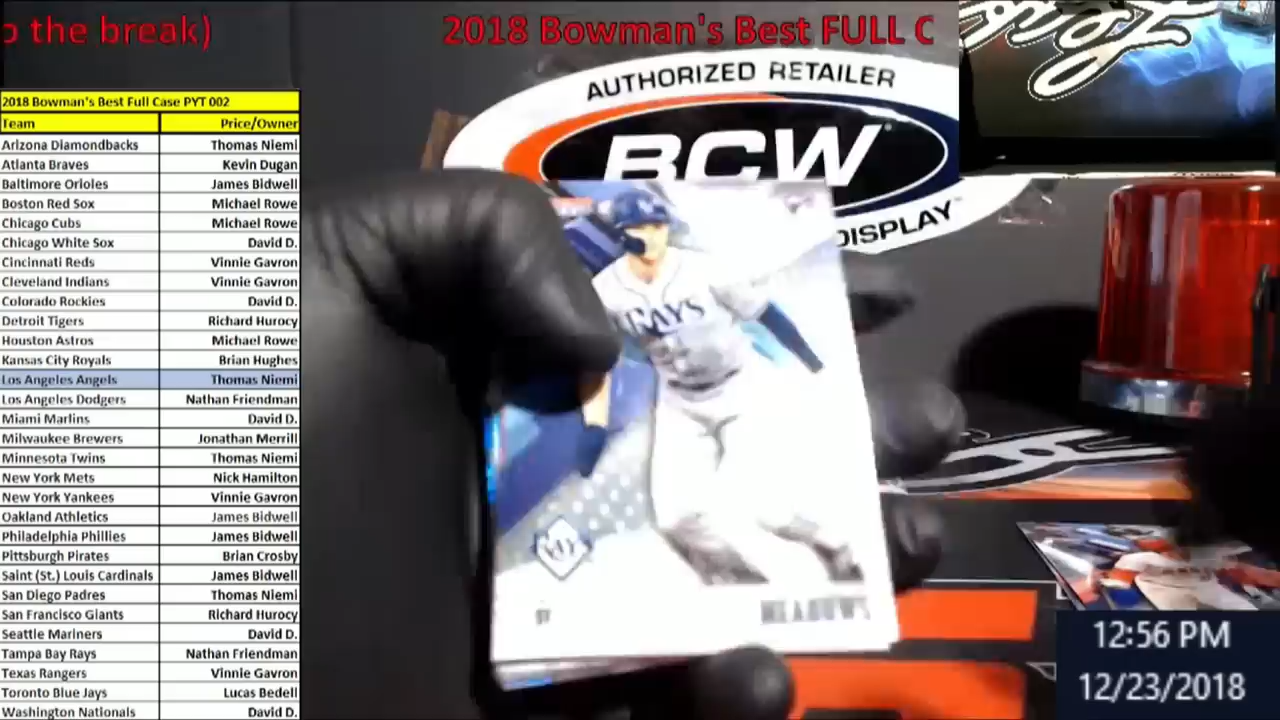 o the break)
2018 Bowman's Best FULL C
AUTHORIZED RETAILER
BCW
DISPLAY
2018 Bowman's Best Full Case PYT 002
Team Price/Owner
Arizona Diamondbacks Thomas Niemi
Atlanta Braves Kevin Dugan
Baltimore Orioles James Bidwell
Boston Red Sox Michael Rowe
Chicago Cubs Michael Rowe
Chicago White Sox David D.
Cincinnati Reds Vinnie Gavron
Cleveland Indians Vinnie Gavron
Colorado Rockies David D.
Detroit Tigers Richard Hurocy
Houston Astros Michael Rowe
Kansas City Royals Brian Hughes
Los Angeles Angels Thomas Niemi
Los Angeles Dodgers Nathan Friendman
Miami Marlins David D.
Milwaukee Brewers Jonathan Merrill
Minnesota Twins Thomas Niemi
New York Mets Nick Hamilton
New York Yankees Vinnie Gavron
Oakland Athletics James Bidwell
Philadelphia Phillies James Bidwell
Pittsburgh Pirates Brian Crosby
Saint (St.) Louis Cardinals James Bidwell
San Diego Padres Thomas Niemi
San Francisco Giants Richard Hurocy
Seattle Mariners David D.
Tampa Bay Rays Nathan Friendman
Texas Rangers Vinnie Gavron
Toronto Blue Jays Lucas Bedell
Washington Nationals David D.
RAYS
MEADOWS
12:56 PM
12/23/2018